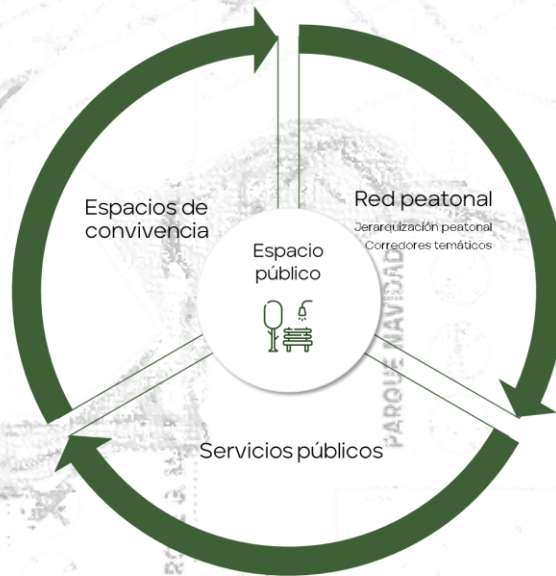 Espacios de
convivencia
Red peatonal
Jerarquización peatonal
Corredores temáticos
Espacio
público
PARQUE NAVIDAD
Servicios públicos